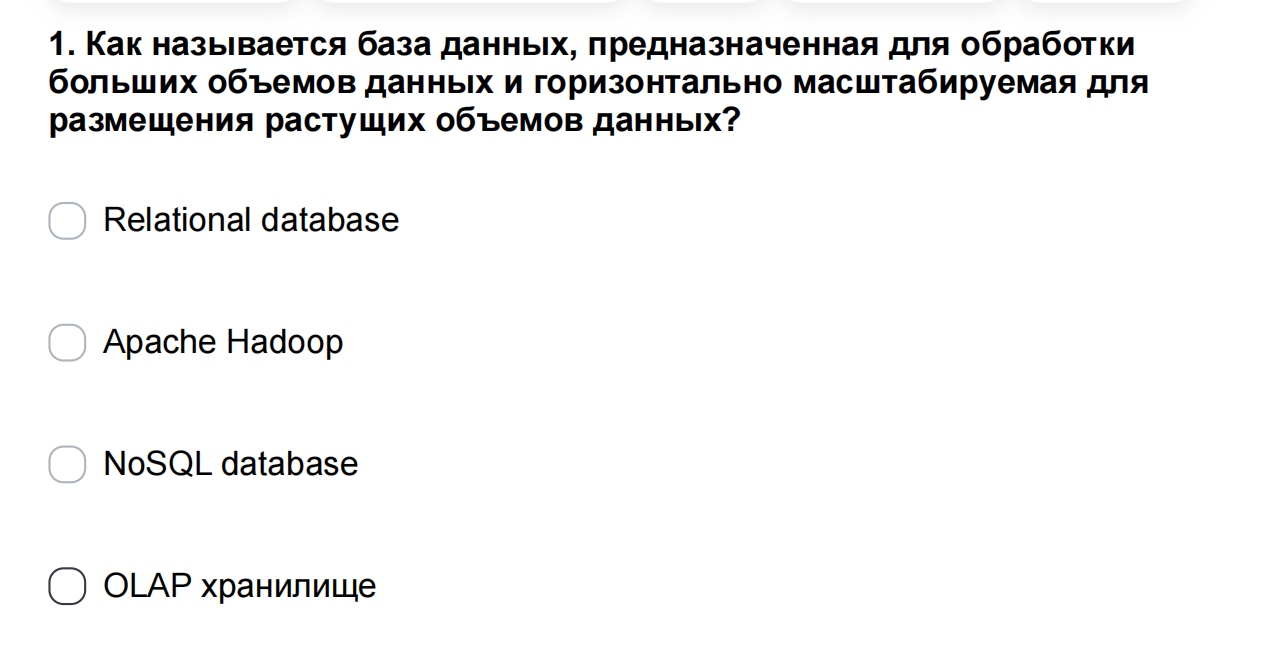 1. Как называется база данных, предназначенная для обработки
больших объемов данных и горизонтально масштабируемая для
размещения растущих объемов данных?
Relational database
Apache Hadoop
NoSQL database
OLAP хранилище